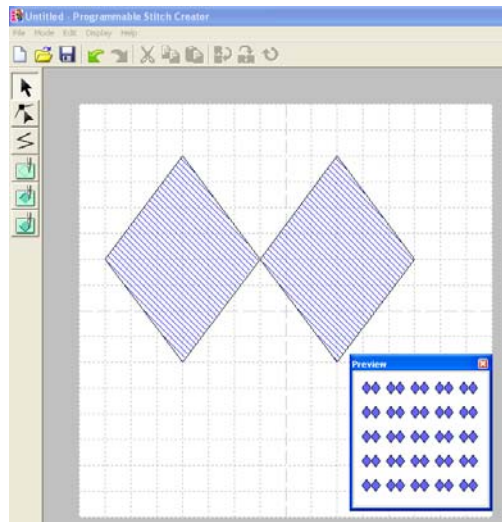 Untitled - Programmable Stitch Creator
File Mode Edit Display Help
Preview